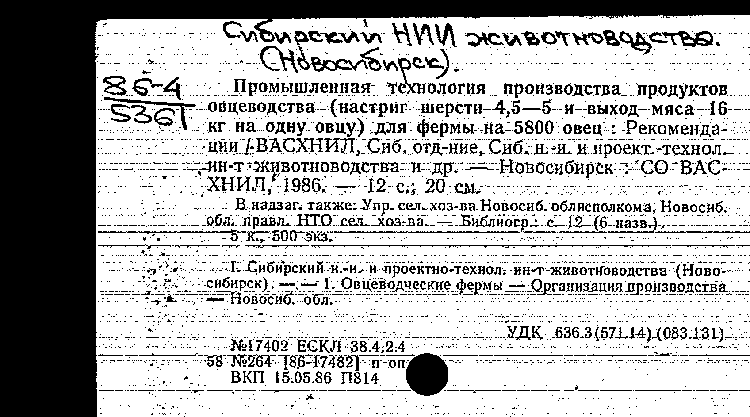 Сибирский НИИ животноводства.
(Новосибирск).
86-4
5361
Промышленная технология производства продуктов
овцеводства (настриг шерсти 4,5—5 и выход мяса 16
кг на одну овцу) для фермы на 5800 овец : Рекоменда-
ции / ВАСХНИЛ, Сиб. отд-ние, Сиб. н.-и. и проект.-технол.
ин-т животноводства и др. — Новосибирск : СО ВАС-
ХНИЛ, 1986. — 12 с.; 20 см.
В надзаг. также: Упр. сел. хоз-ва Новосиб. облисполкома, Новосиб.
обл. правл. НТО сел. хоз-ва. — Библиогр.: с. 12 (6 назв.).
5 к., 500 экз.
I. Сибирский н.-и. и проектно-технол. ин-т животноводства (Ново-
сибирск). — — 1. Овцеводческие фермы — Организация производства
— Новосиб. обл.
УДК 636.3(571.14)(083.131)
№17402 ЕСКЛ 38.4.2.4
58 №264 [86-17482] п оп
ВКП 15.05.86 П814